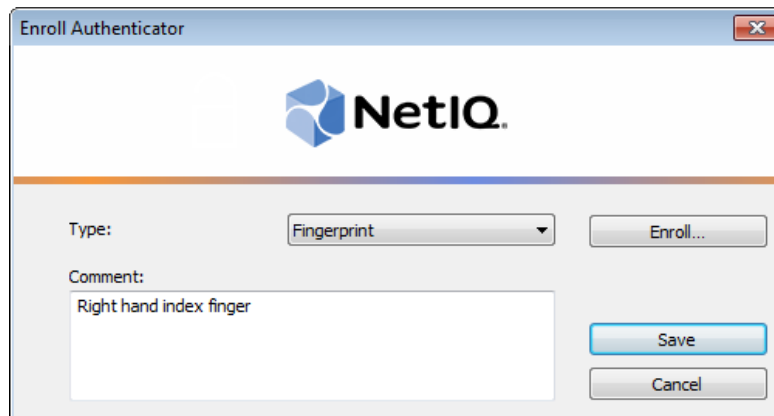 Enroll Authenticator
NetIQ.
Type:
Fingerprint
Enroll...
Comment:
Right hand index finger
Save
Cancel